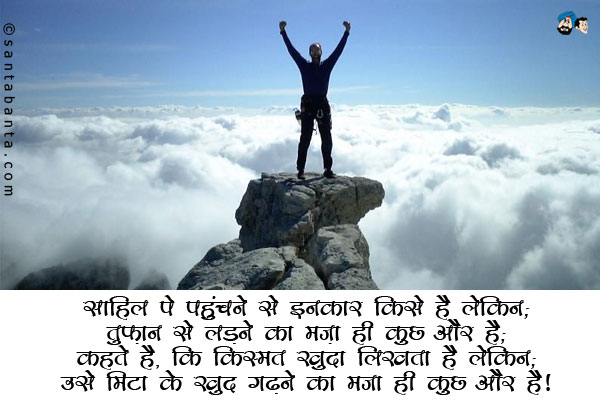 ©santabanta.com
साहिल पे पहुंचने से इनकार किसे है लेकिन;
तुफ़ान से लड़ने का मज़ा ही कुछ और है;
कहते है, कि किस्मत खुदा लिखता है लेकिन;
उसे मिटा के खुद गढ़ने का मजा ही कुछ और है!